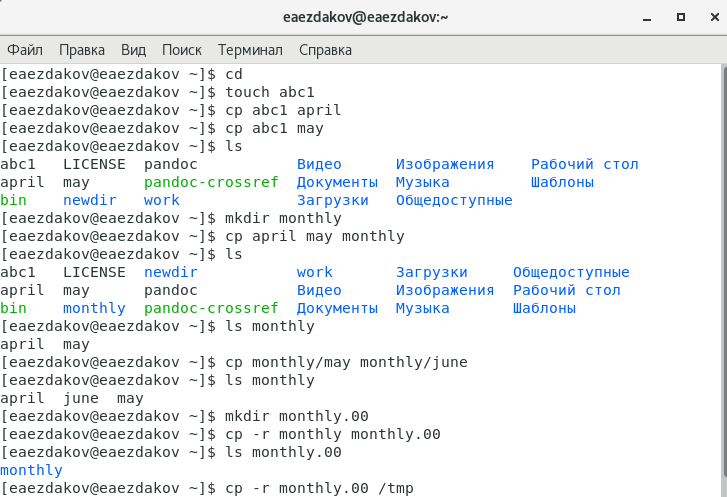 eaezdakov@eaezdakov:~
Файл Правка Вид Поиск Терминал Справка
[eaezdakov@eaezdakov ~]$ cd
[eaezdakov@eaezdakov ~]$ touch abc1
[eaezdakov@eaezdakov ~]$ cp abc1 april
[eaezdakov@eaezdakov ~]$ cp abc1 may
[eaezdakov@eaezdakov ~]$ ls
abc1   LICENSE  pandoc           Видео      Изображения    Рабочий стол
april  may      pandoc-crossref  Документы  Музыка         Шаблоны
bin    newdir   work             Загрузки   Общедоступные
[eaezdakov@eaezdakov ~]$ mkdir monthly
[eaezdakov@eaezdakov ~]$ cp april may monthly
[eaezdakov@eaezdakov ~]$ ls
abc1   LICENSE  newdir           work       Загрузки     Общедоступные
april  may      pandoc           Видео      Изображения  Рабочий стол
bin    monthly  pandoc-crossref  Документы  Музыка       Шаблоны
[eaezdakov@eaezdakov ~]$ ls monthly
april  may
[eaezdakov@eaezdakov ~]$ cp monthly/may monthly/june
[eaezdakov@eaezdakov ~]$ ls monthly
april  june  may
[eaezdakov@eaezdakov ~]$ mkdir monthly.00
[eaezdakov@eaezdakov ~]$ cp -r monthly monthly.00
[eaezdakov@eaezdakov ~]$ ls monthly.00
monthly
[eaezdakov@eaezdakov ~]$ cp -r monthly.00 /tmp